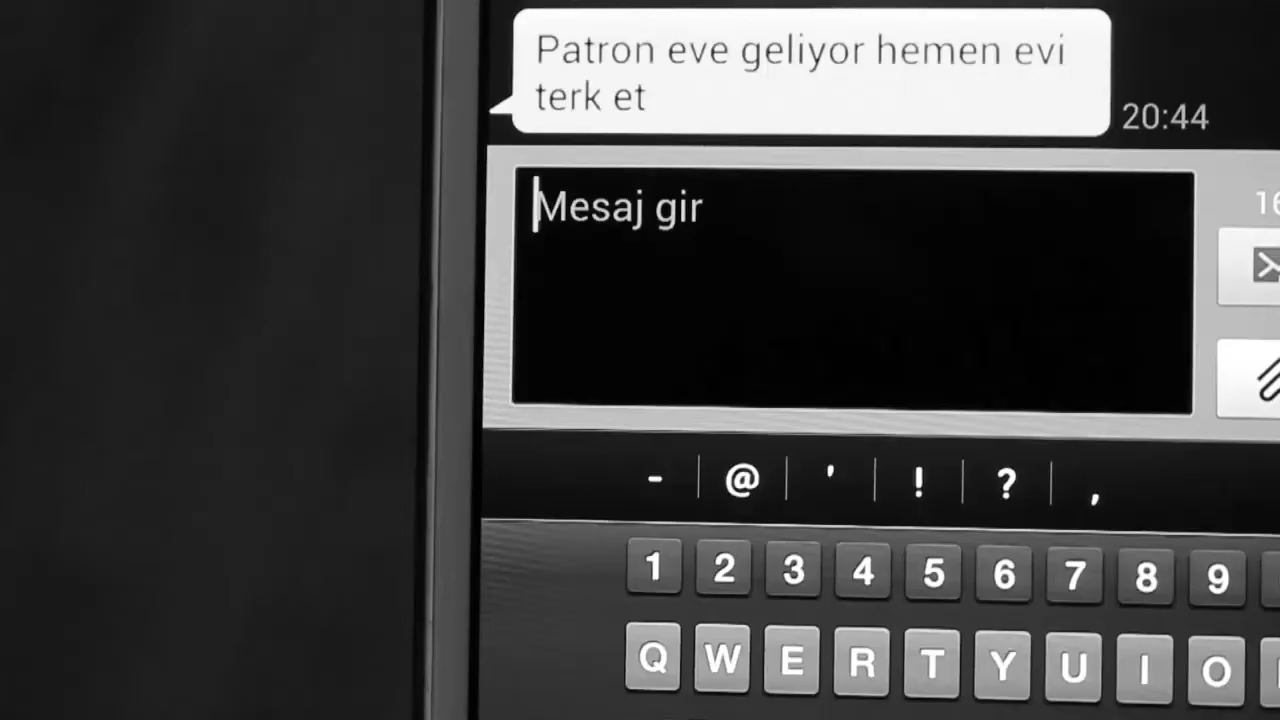 Patron eve geliyor hemen evi
terk et
20:44
Mesaj gir
- @ ' ! ? ,
1 2 3 4 5 6 7 8 9
Q W E R T Y U I O